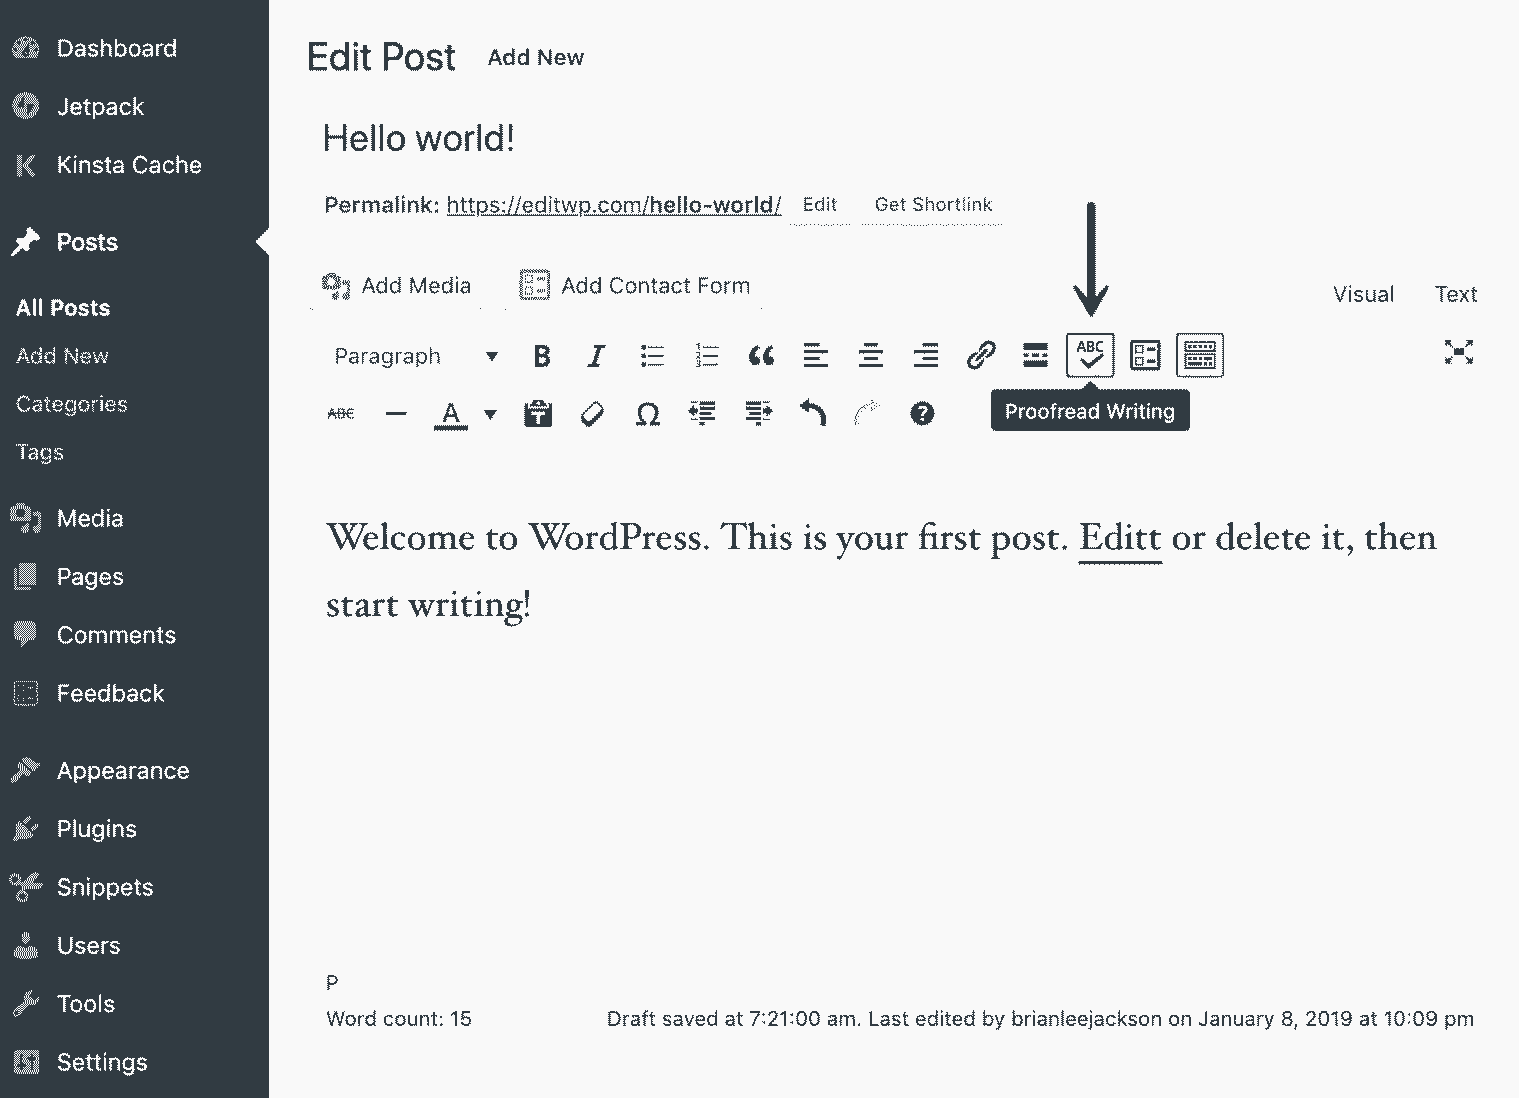 Dashboard
Jetpack
Kinsta Cache
Posts
All Posts
Add New
Categories
Tags
Media
Pages
Comments
Feedback
Appearance
Plugins
Snippets
Users
Tools
Settings
Edit Post Add New
Hello world!
Permalink: https://editwp.com/hello-world/ Edit Get Shortlink
Add Media Add Contact Form Visual Text
Paragraph B I ABC
ABC A T Ω ?
Proofread Writing
Welcome to WordPress. This is your first post. Editt or delete it, then
start writing!
P
Word count: 15 Draft saved at 7:21:00 am. Last edited by brianleejackson on January 8, 2019 at 10:09 pm